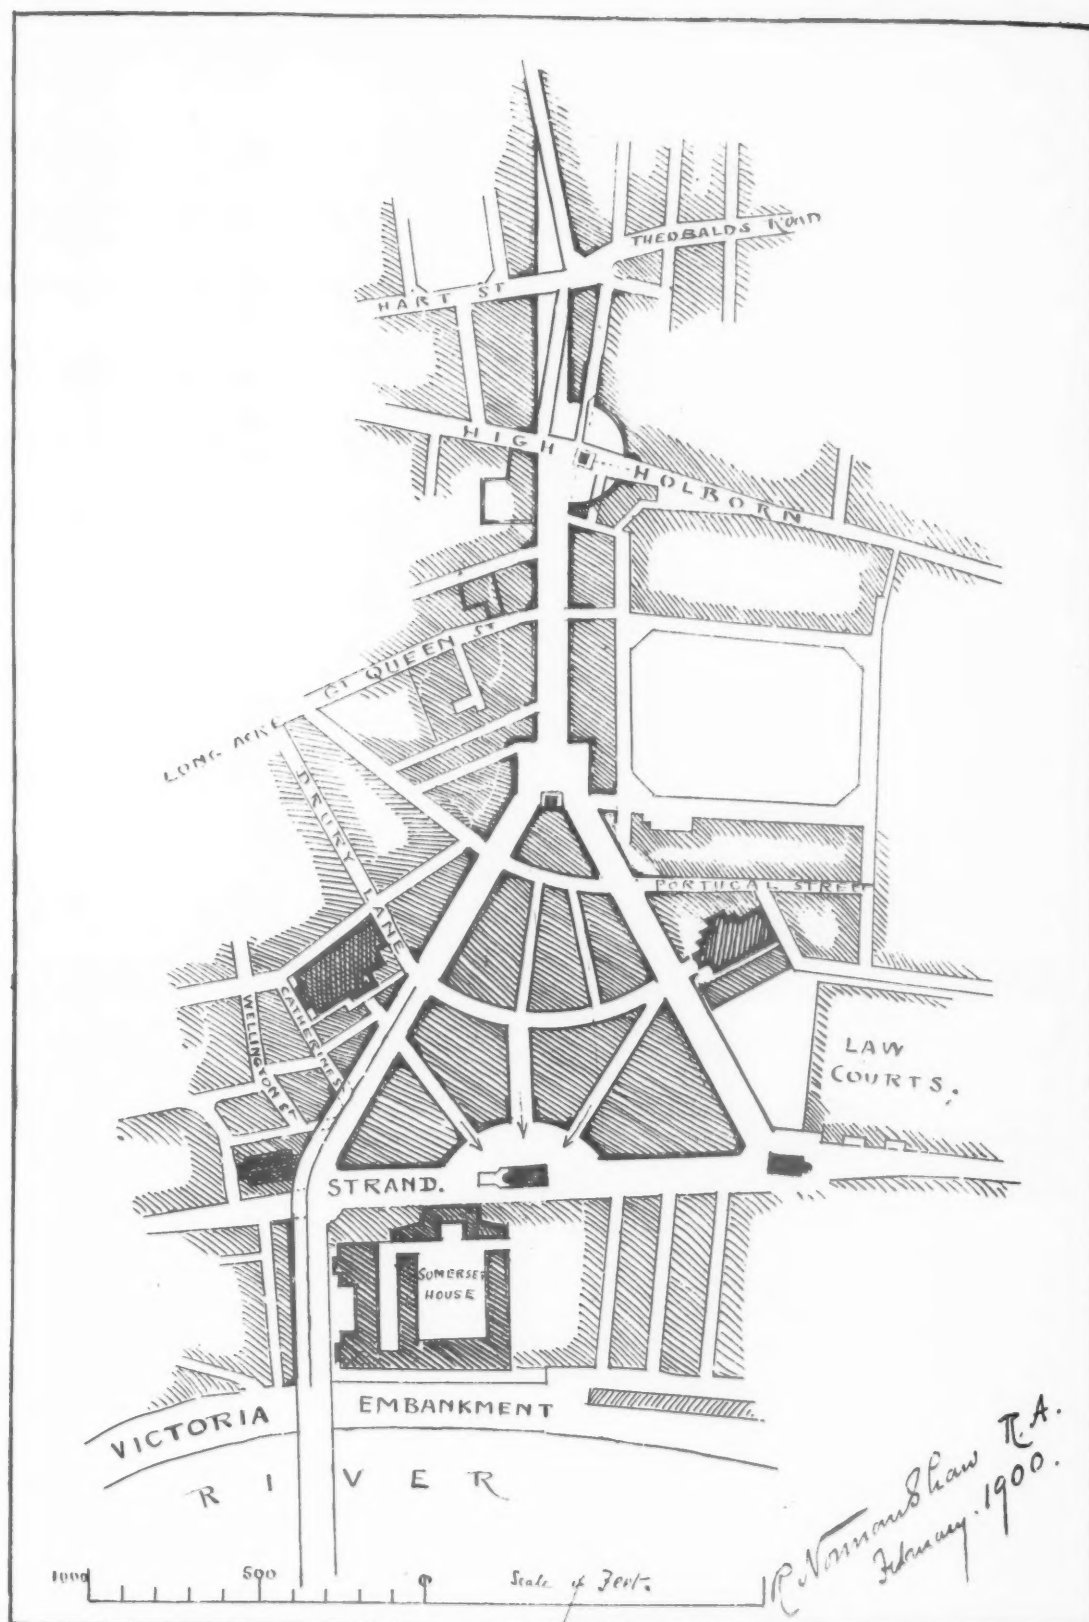 THEOBALDS ROAD
HART ST
HIGH HOLBORN
GT QUEEN ST
LONG ACRE
DRURY LANE
PORTUGAL STREET
WELLINGTON ST
CATHERINE ST
LAW
COURTS.
STRAND.
SOMERSET
HOUSE
VICTORIA EMBANKMENT
RIVER
R. Norman Shaw R.A.
February. 1900.
1000 500 0 Scale of Feet.